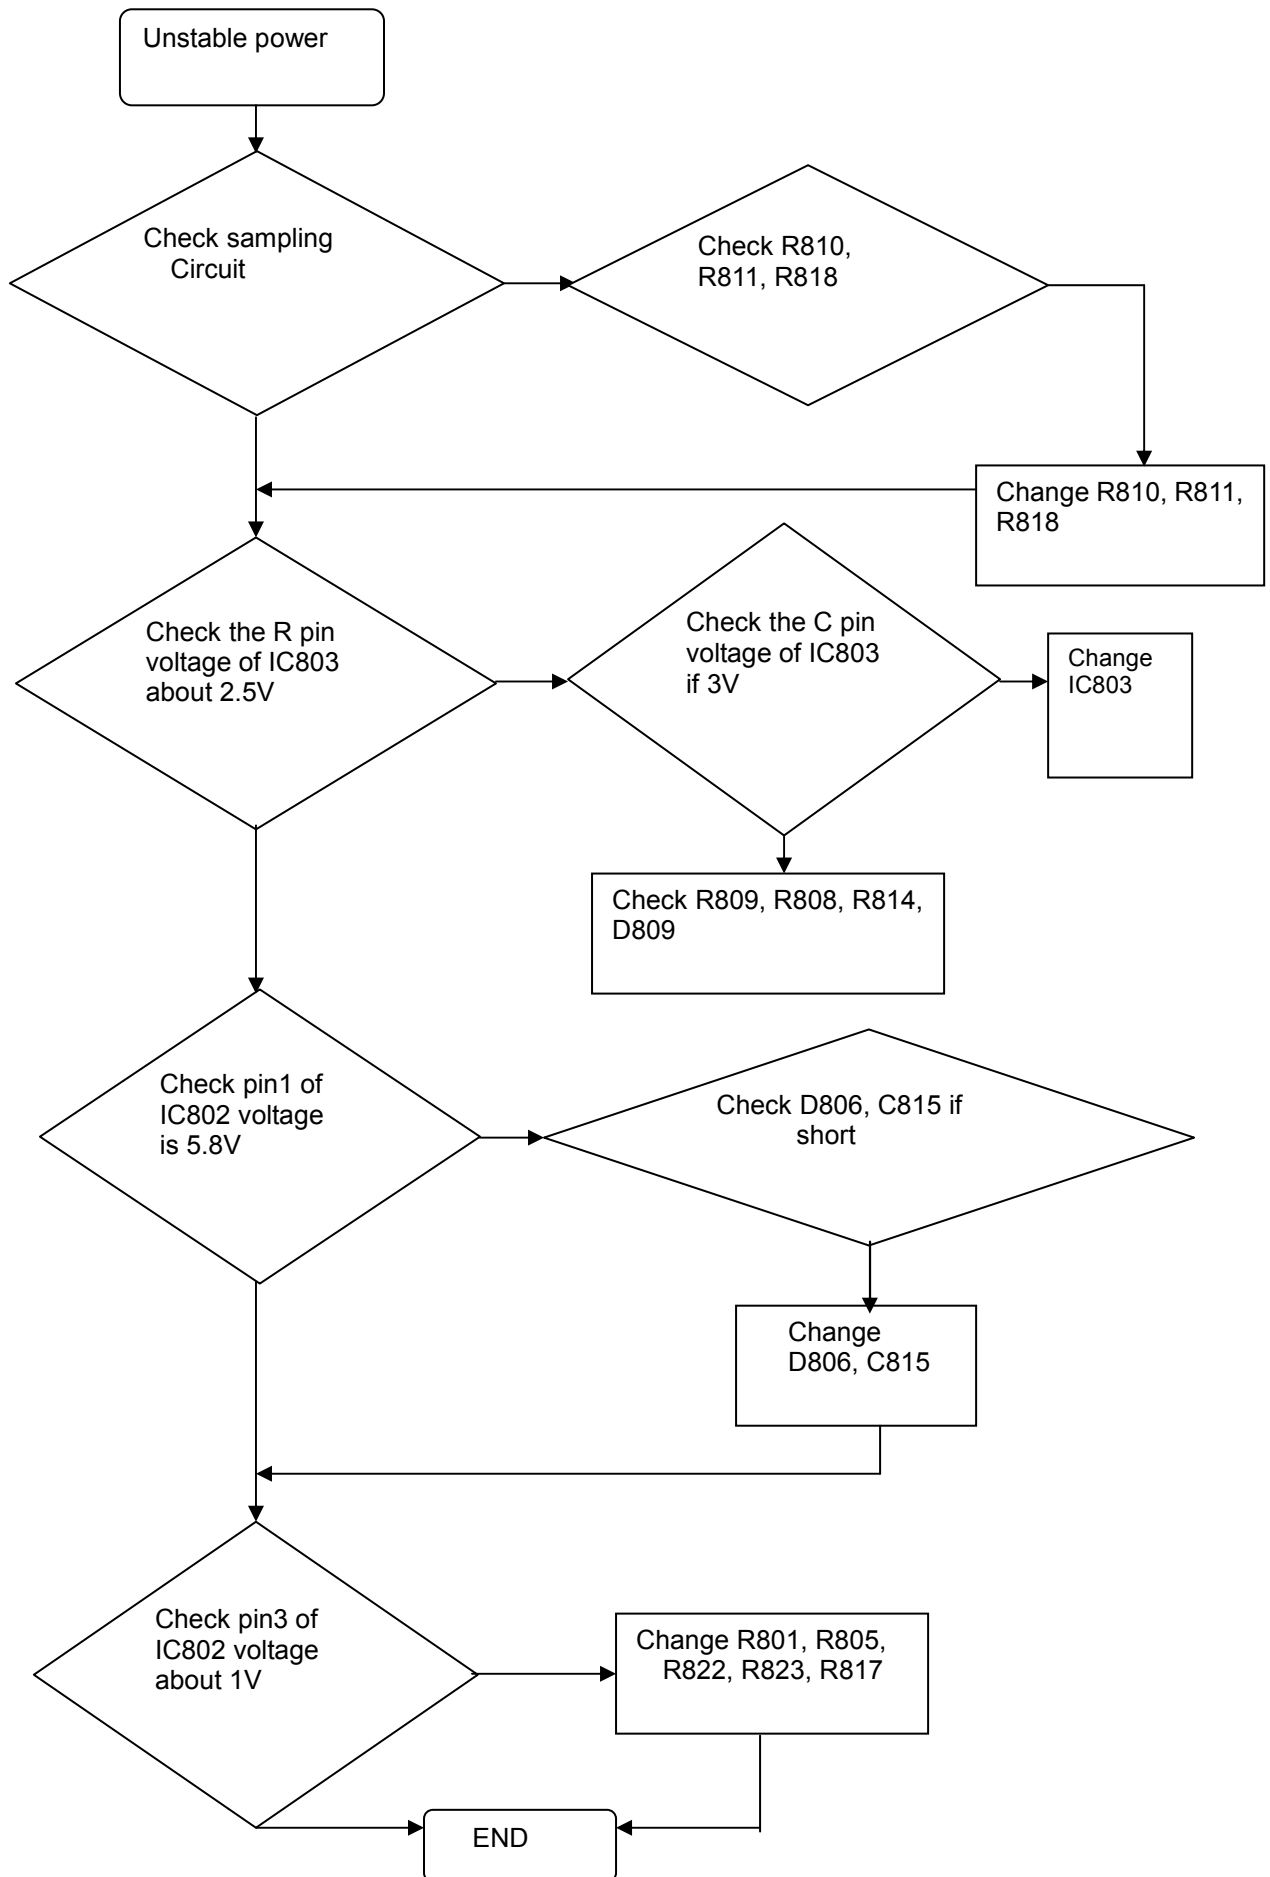 Unstable power
Check sampling
Circuit
Check R810,
R811, R818
Change R810, R811,
R818
Check the R pin
voltage of IC803
about 2.5V
Check the C pin
voltage of IC803
if 3V
Change
IC803
Check R809, R808, R814,
D809
Check pin1 of
IC802 voltage
is 5.8V
Check D806, C815 if
short
Change
D806, C815
Check pin3 of
IC802 voltage
about 1V
Change R801, R805,
R822, R823, R817
END